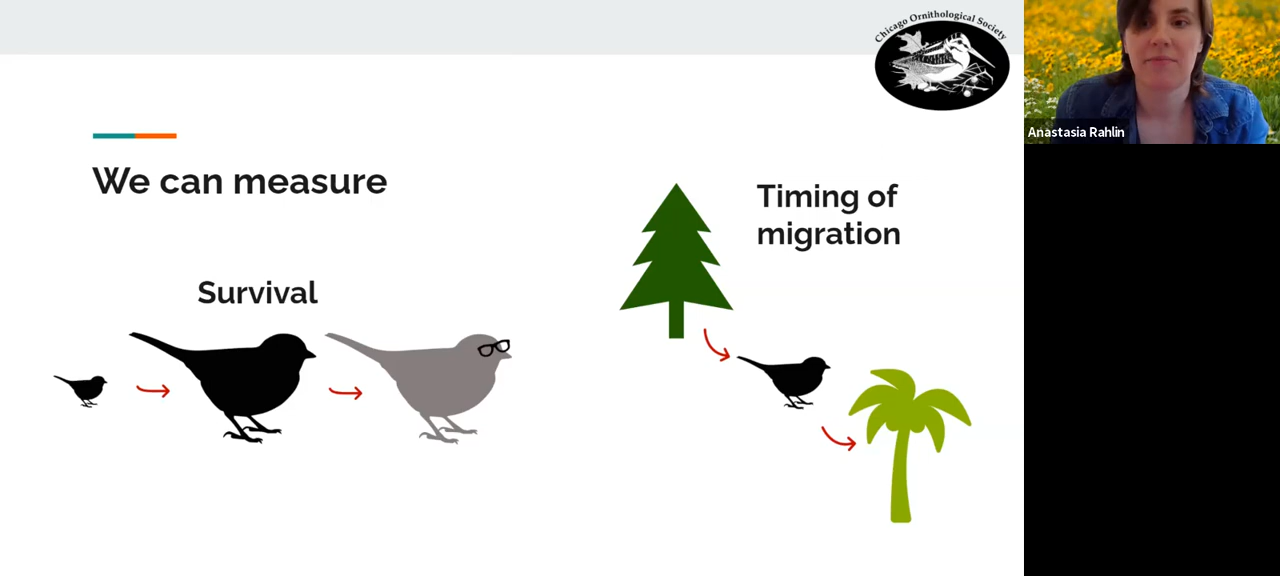 Chicago Ornithological Society
Anastasia Rahlin
We can measure
Survival
Timing of
migration